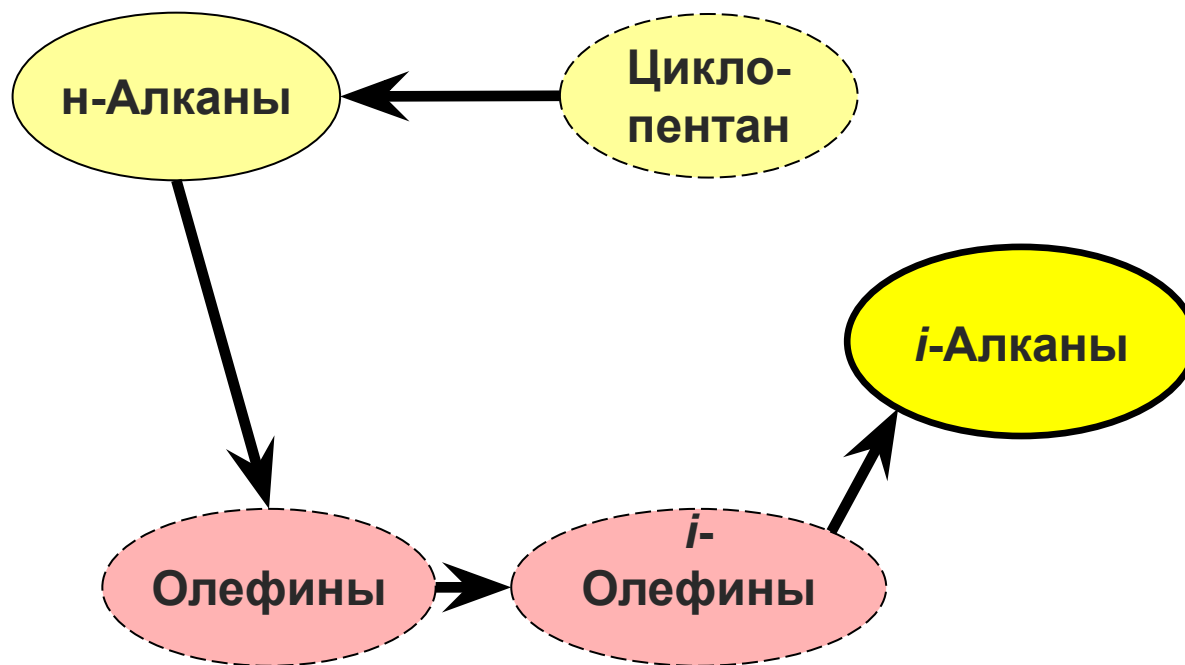 н-Алканы
Цикло-
пентан
i-Алканы
Олефины
i-
Олефины